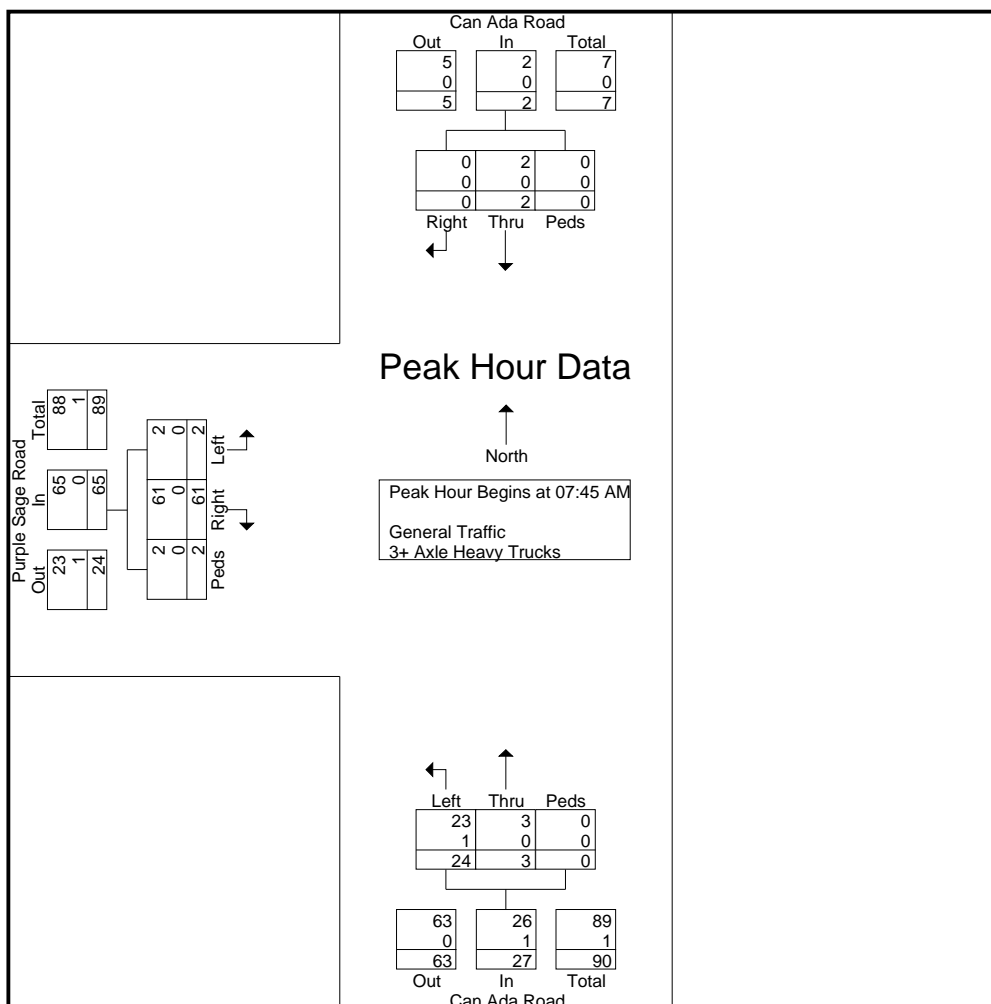 Can Ada Road
Out In Total
5 2 7
0 0 0
5 2 7
0 2 0
0 0 0
0 2 0
Right Thru Peds
Peak Hour Data
North
Peak Hour Begins at 07:45 AM
General Traffic
3+ Axle Heavy Trucks
Purple Sage Road
Out In Total
23 65 88
1 0 1
24 65 89
2 61 2
0 0 0
2 61 2
Peds Right Left
Left Thru Peds
23 3 0
1 0 0
24 3 0
63 26 89
0 1 1
63 27 90
Out In Total
Can Ada Road